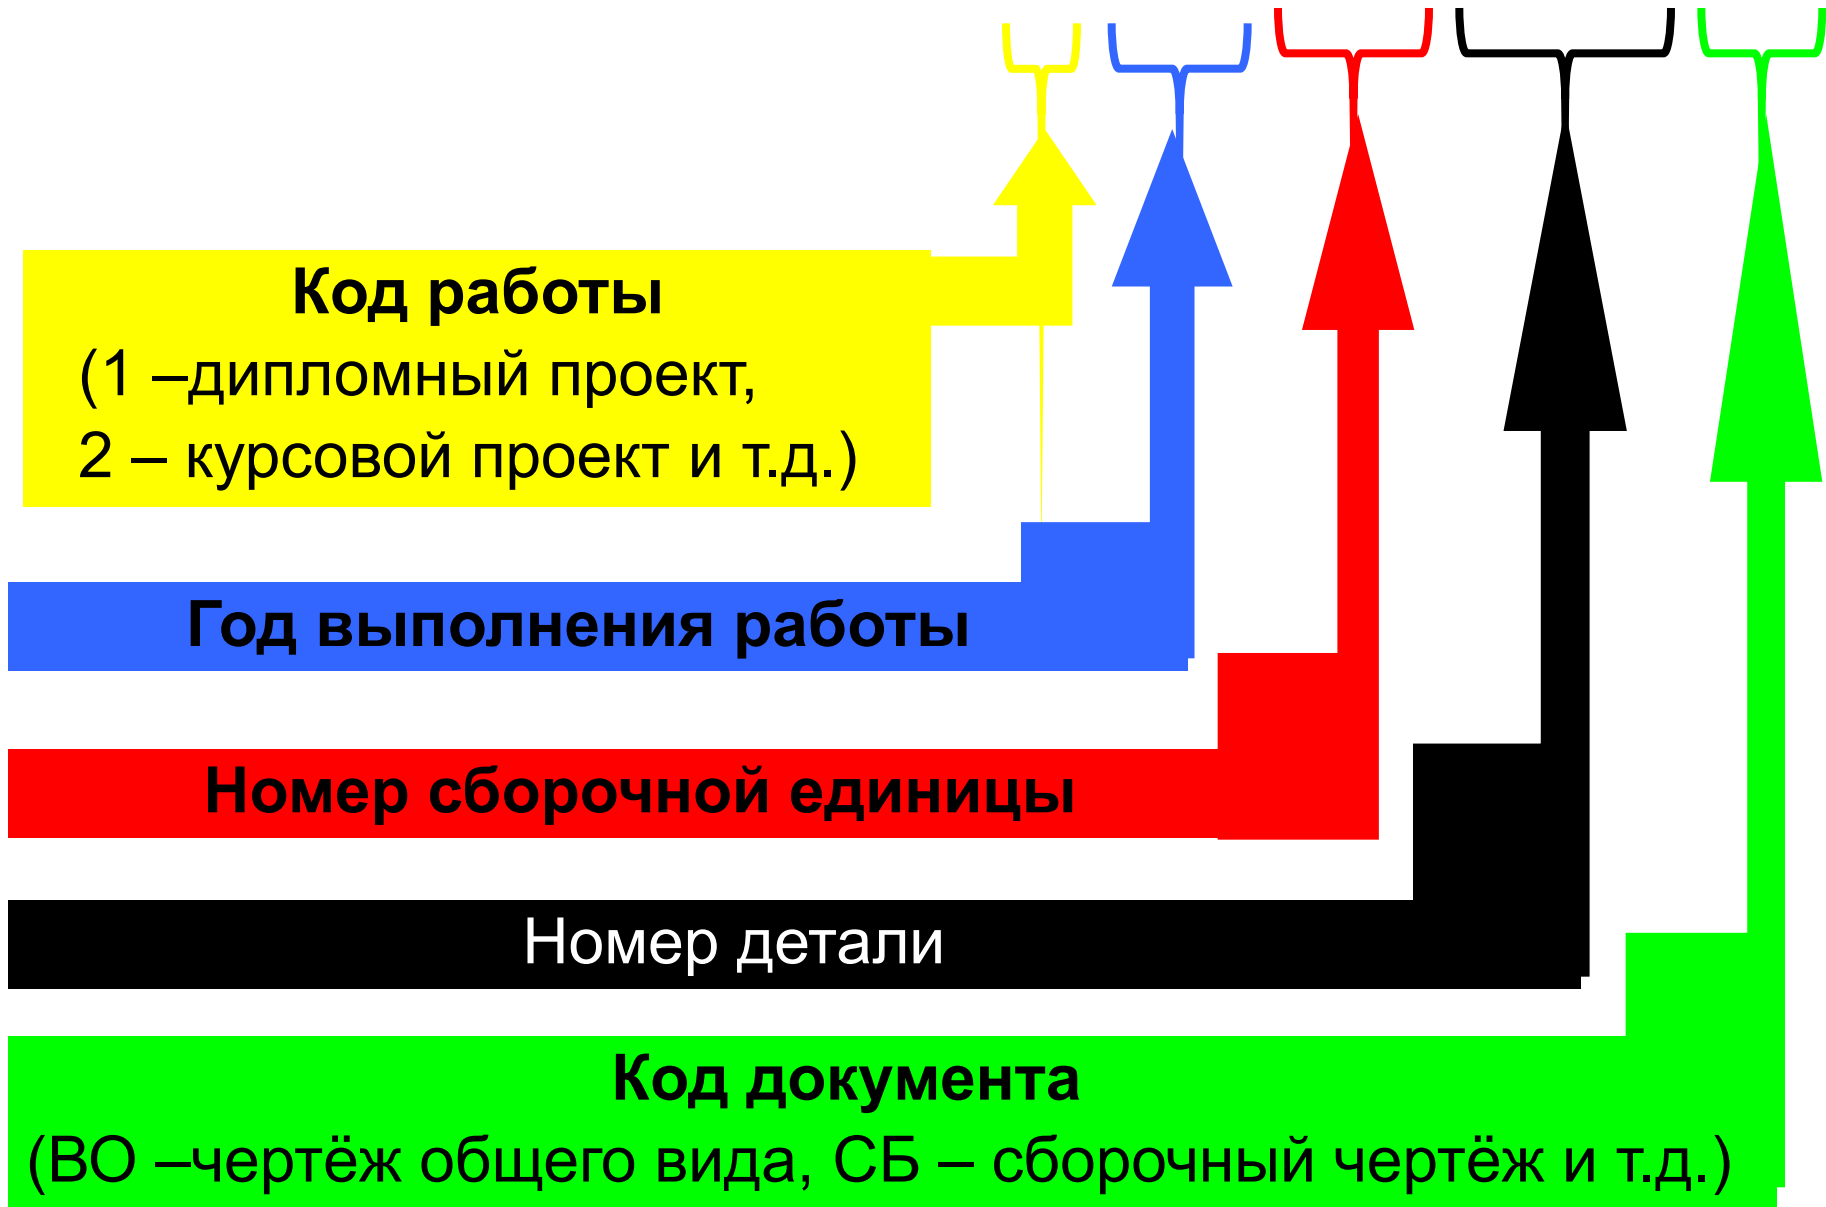 Код работы
(1 –дипломный проект,
2 – курсовой проект и т.д.)
Год выполнения работы
Номер сборочной единицы
Номер детали
Код документа
(ВО –чертёж общего вида, СБ – сборочный чертёж и т.д.)